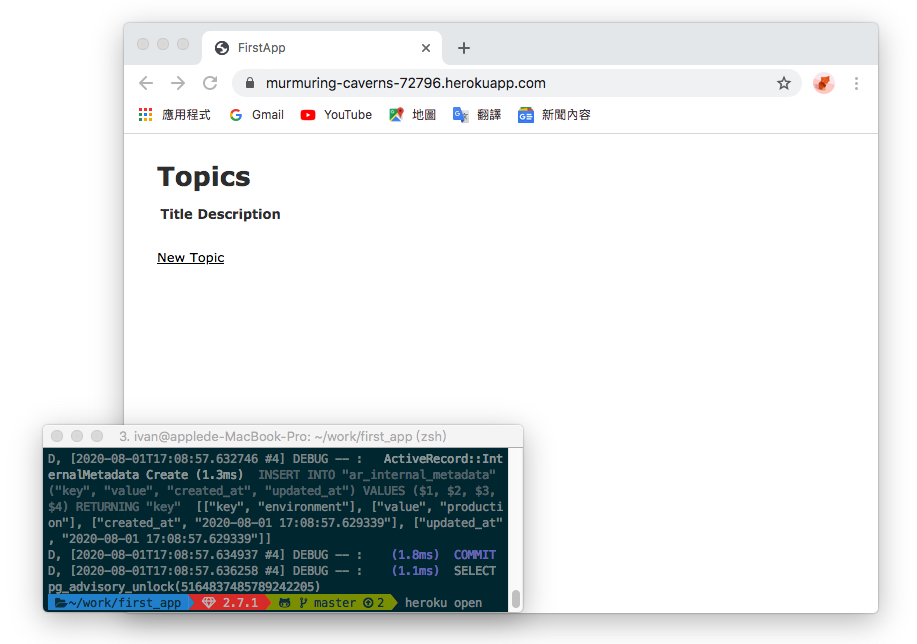 FirstApp
murmuring-caverns-72796.herokuapp.com
應用程式 Gmail YouTube 地圖 翻譯 新聞內容
Topics
Title Description
New Topic
3. ivan@applede-MacBook-Pro: ~/work/first_app (zsh)
D, [2020-08-01T17:08:57.632746 #4] DEBUG -- :   ActiveRecord::Int
ernalMetadata Create (1.3ms)  INSERT INTO "ar_internal_metadata"
("key", "value", "created_at", "updated_at") VALUES ($1, $2, $3,
$4) RETURNING "key"  [["key", "environment"], ["value", "producti
on"], ["created_at", "2020-08-01 17:08:57.629339"], ["updated_at"
, "2020-08-01 17:08:57.629339"]]
D, [2020-08-01T17:08:57.634937 #4] DEBUG -- :    (1.8ms)  COMMIT
D, [2020-08-01T17:08:57.636258 #4] DEBUG -- :    (1.1ms)  SELECT
pg_advisory_unlock(5164837485789242205)
~/work/first_app 2.7.1 master 2 heroku open